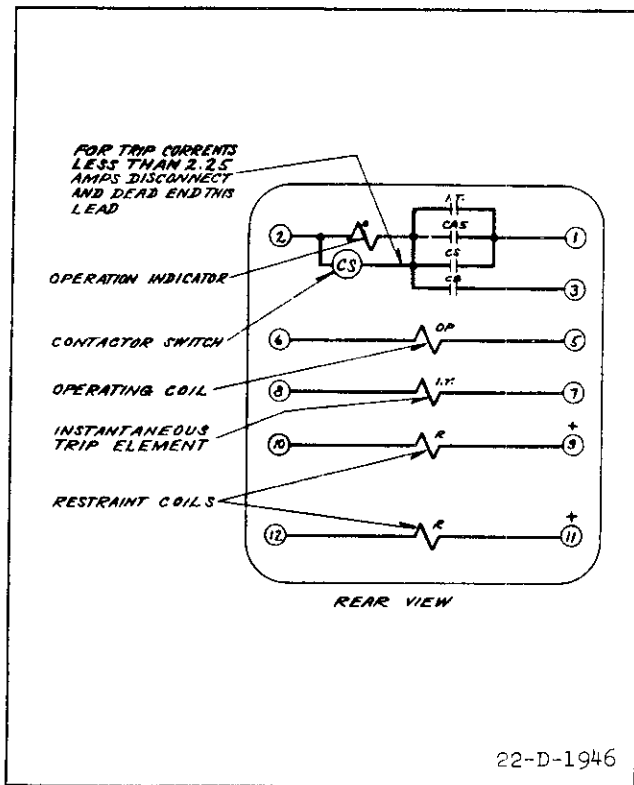 FOR TRIP CURRENTS
LESS THAN 2.25
AMPS DISCONNECT
AND DEAD END THIS
LEAD
I.T.
CAS
2
1
CS
CS
OPERATION INDICATOR
3
CONTACTOR SWITCH
OP
6
5
OPERATING COIL
I.T.
8
7
INSTANTANEOUS
TRIP ELEMENT
R
+
10
9
RESTRAINT COILS
R
+
12
11
REAR VIEW
22-D-1946